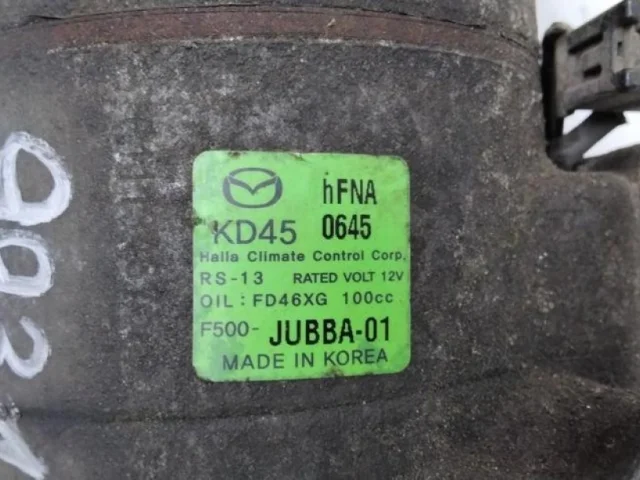 hFNA
KD45 0645
Halla Climate Control Corp.
RS-13 RATED VOLT 12V
OIL: FD46XG 100cc
F500-JUBBA-01
MADE IN KOREA